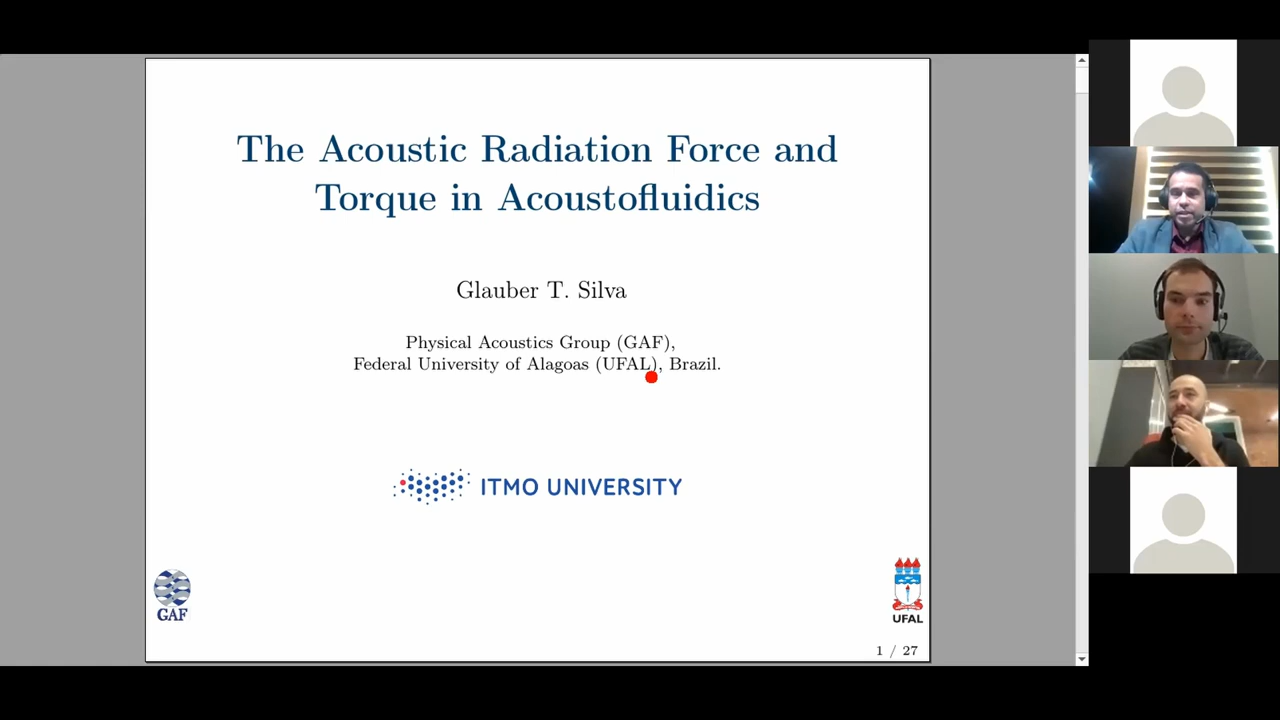 The Acoustic Radiation Force and
Torque in Acoustofluidics
Glauber T. Silva
Physical Acoustics Group (GAF),
Federal University of Alagoas (UFAL), Brazil.
ITMO UNIVERSITY
GAF
UFAL
1 / 27